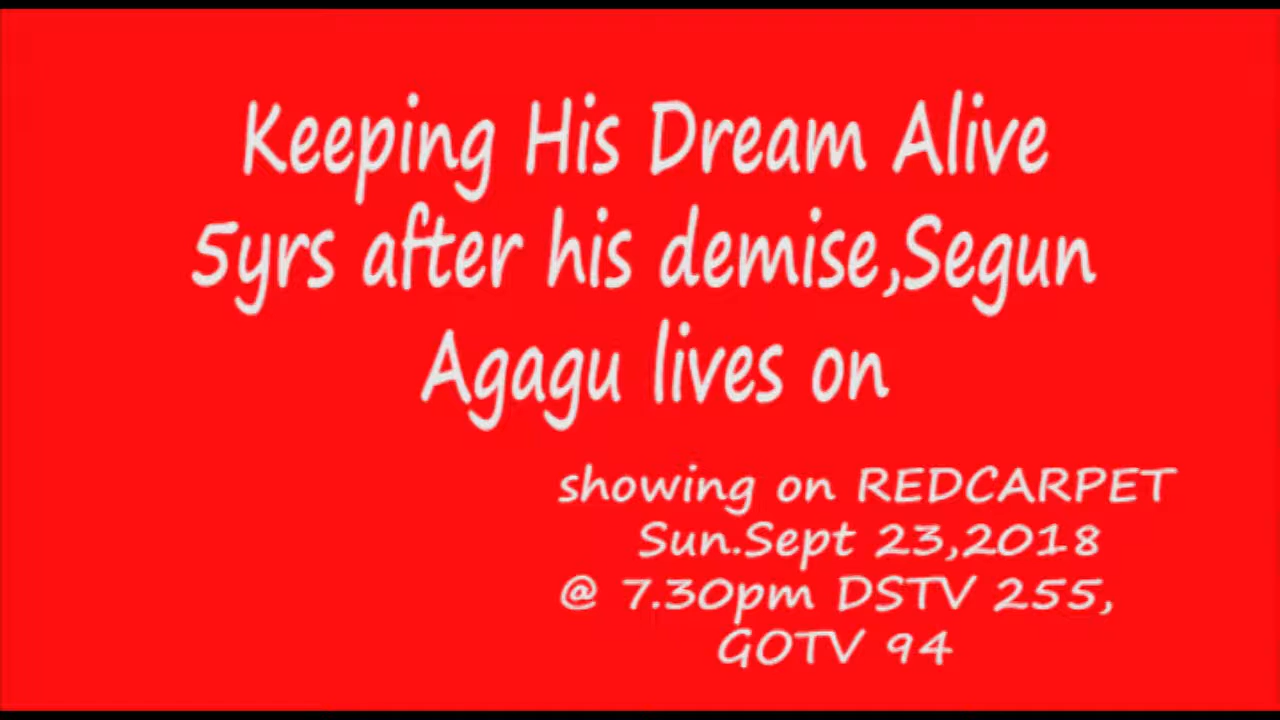 Keeping His Dream Alive
5yrs after his demise,Segun
Agagu lives on
showing on REDCARPET
Sun.Sept 23,2018
@ 7.30pm DSTV 255,
GOTV 94